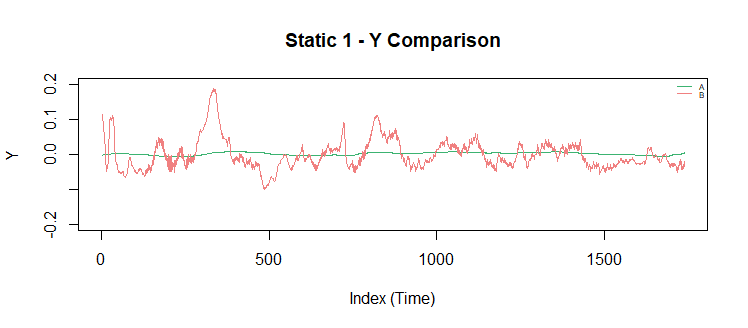 Static 1 - Y Comparison
A
B
0.2
0.1
0.0
-0.2
Y
0 500 1000 1500
Index (Time)